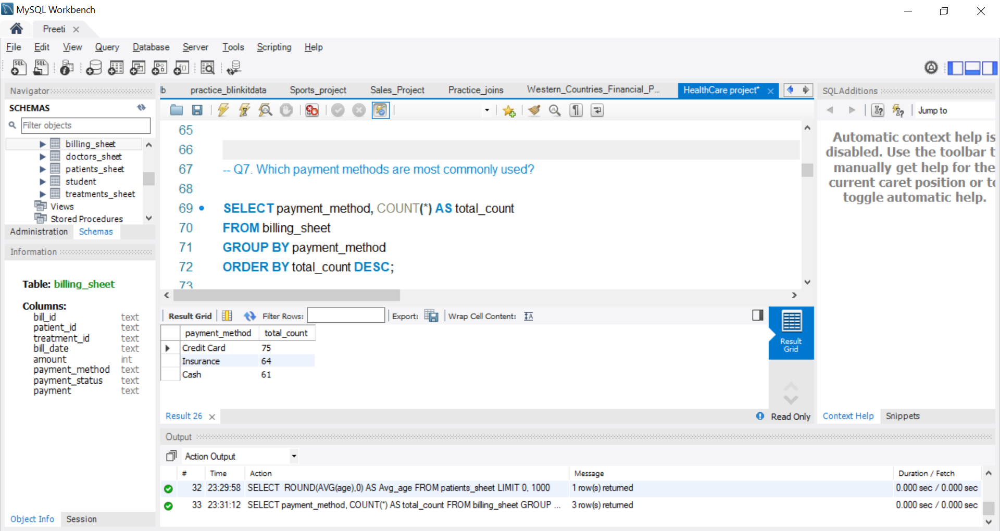 MySQL Workbench
Preeti
File Edit View Query Database Server Tools Scripting Help
Navigator
SCHEMAS
Filter objects
billing_sheet
doctors_sheet
patients_sheet
student
treatments_sheet
Views
Stored Procedures
Administration Schemas
Information
Table: billing_sheet
Columns:
bill_id text
patient_id text
treatment_id text
bill_date text
amount int
payment_method text
payment_status text
payment text
Object Info Session
lb practice_blinkitdata Sports_project Sales_Project Practice_joins Western_Countries_Financial_P... HealthCare project*
65
66
67 -- Q7. Which payment methods are most commonly used?
68
69 SELECT payment_method, COUNT(*) AS total_count
70 FROM billing_sheet
71 GROUP BY payment_method
72 ORDER BY total_count DESC;
73
Result Grid Filter Rows: Export: Wrap Cell Content:
payment_method total_count
Credit Card 75
Insurance 64
Cash 61
Result
Grid
Result 26
Read Only
SQLAdditions
Jump to
Automatic context help is
disabled. Use the toolbar t
manually get help for the
current caret position or to
toggle automatic help.
Context Help Snippets
Output
Action Output
# Time Action Message Duration / Fetch
32 23:29:58 SELECT ROUND(AVG(age),0) AS Avg_age FROM patients_sheet LIMIT 0, 1000 1 row(s) returned 0.000 sec / 0.000 sec
33 23:31:12 SELECT payment_method, COUNT(*) AS total_count FROM billing_sheet GROUP ... 3 row(s) returned 0.000 sec / 0.000 sec